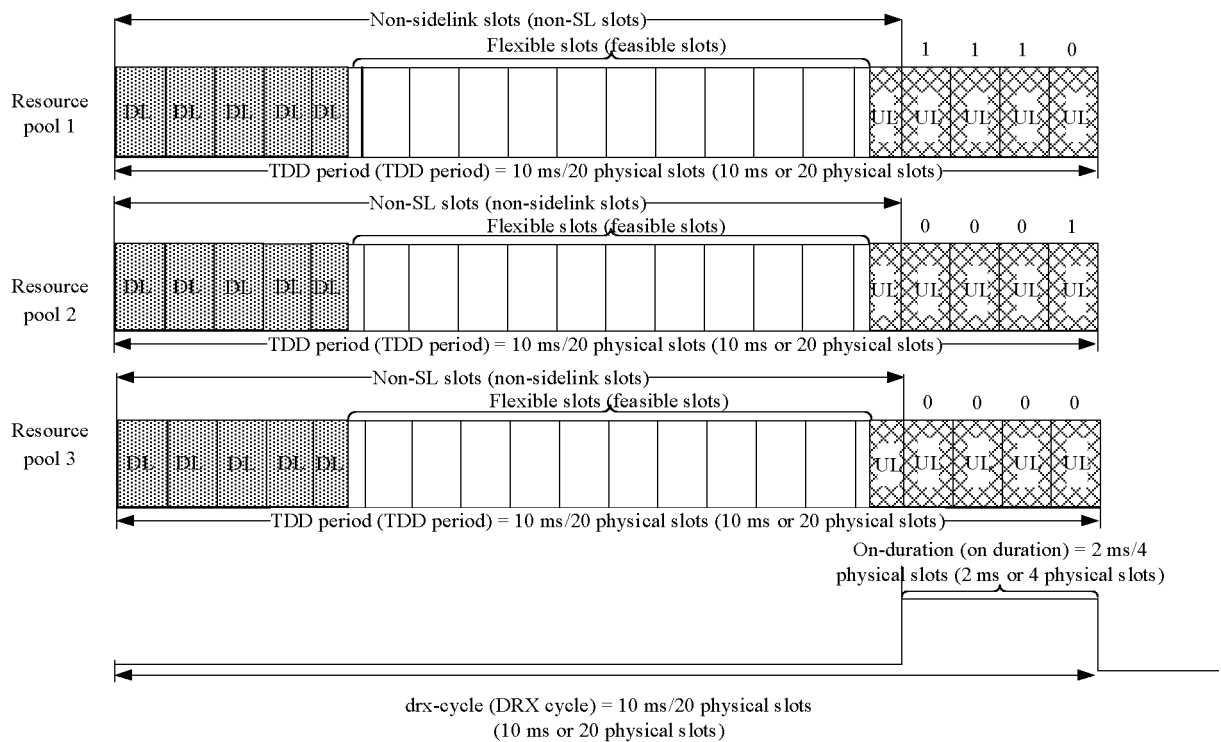 Non-sidelink slots (non-SL slots)
Flexible slots (feasible slots)
1 1 1 0
Resource
pool 1
DL DL DL DL DL UL UL UL UL UL
TDD period (TDD period) = 10 ms/20 physical slots (10 ms or 20 physical slots)
Non-SL slots (non-sidelink slots)
Flexible slots (feasible slots)
0 0 0 1
Resource
pool 2
DL DL DL DL DL UL UL UL UL UL
TDD period (TDD period) = 10 ms/20 physical slots (10 ms or 20 physical slots)
Non-SL slots (non-sidelink slots)
Flexible slots (feasible slots)
0 0 0 0
Resource
pool 3
DL DL DL DL DL UL UL UL UL UL
TDD period (TDD period) = 10 ms/20 physical slots (10 ms or 20 physical slots)
On-duration (on duration) = 2 ms/4
physical slots (2 ms or 4 physical slots)
drx-cycle (DRX cycle) = 10 ms/20 physical slots
(10 ms or 20 physical slots)